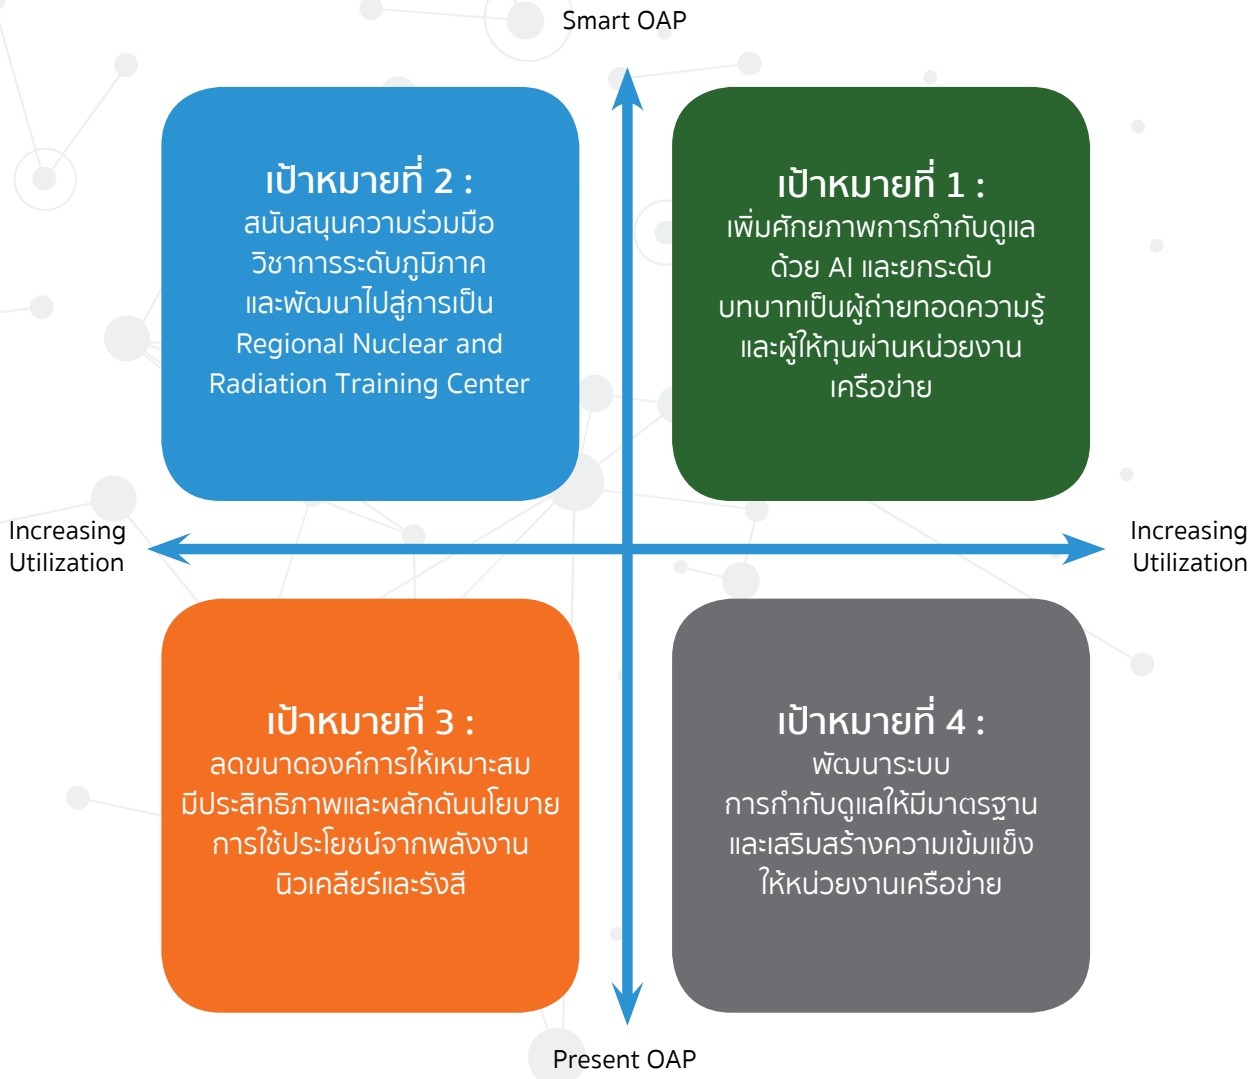 Smart OAP
เป้าหมายที่ 2 :
สนับสนุนความร่วมมือ
วิชาการระดับภูมิภาค
และพัฒนาไปสู่การเป็น
Regional Nuclear and
Radiation Training Center
เป้าหมายที่ 1 :
เพิ่มศักยภาพการกำกับดูแล
ด้วย AI และยกระดับ
บทบาทเป็นผู้ถ่ายทอดความรู้
และผู้ให้ทุนผ่านหน่วยงาน
เครือข่าย
Increasing
Utilization
Increasing
Utilization
เป้าหมายที่ 3 :
ลดขนาดองค์การให้เหมาะสม
มีประสิทธิภาพและผลักดันนโยบาย
การใช้ประโยชน์จากพลังงาน
นิวเคลียร์และรังสี
เป้าหมายที่ 4 :
พัฒนาระบบ
การกำกับดูแลให้มีมาตรฐาน
และเสริมสร้างความเข้มแข็ง
ให้หน่วยงานเครือข่าย
Present OAP